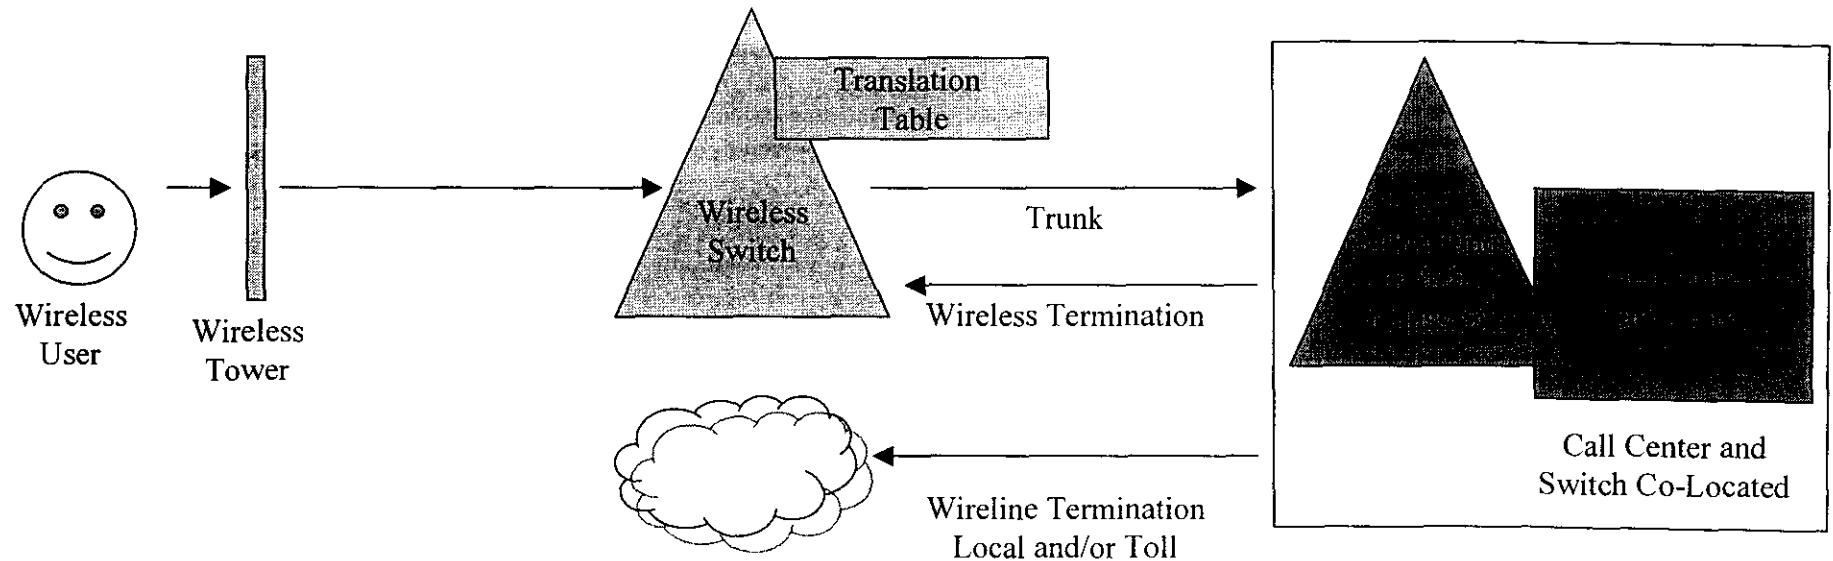 Translation
Table
Wireless
Switch
Trunk
Wireless Termination
Wireless
User
Wireless
Tower
Wireline Termination
Local and/or Toll
Call Center and
Switch Co-Located